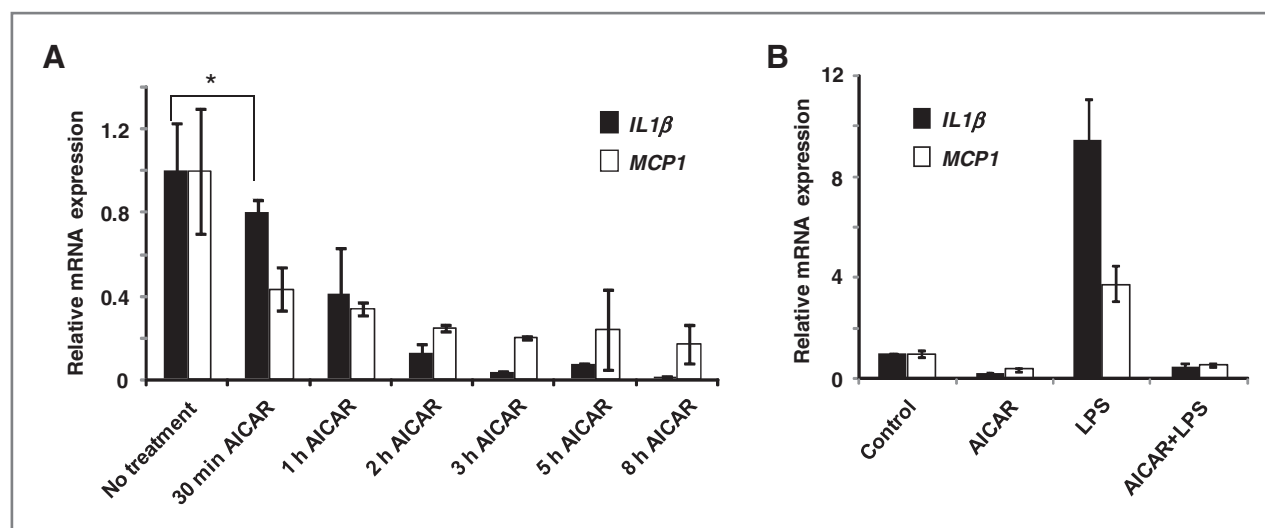 A
*
Relative mRNA expression
1.2
0.8
0.4
0
IL1β
MCP1
No treatment
30 min AICAR
1 h AICAR
2 h AICAR
3 h AICAR
5 h AICAR
8 h AICAR
B
Relative mRNA expression
12
8
4
0
IL1β
MCP1
Control
AICAR
LPS
AICAR+LPS